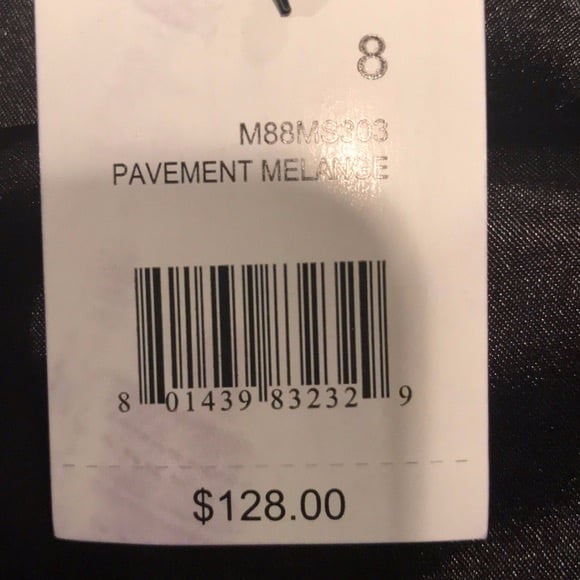 8
M88MS303
PAVEMENT MELANGE
8 01439 83232 9
$128.00